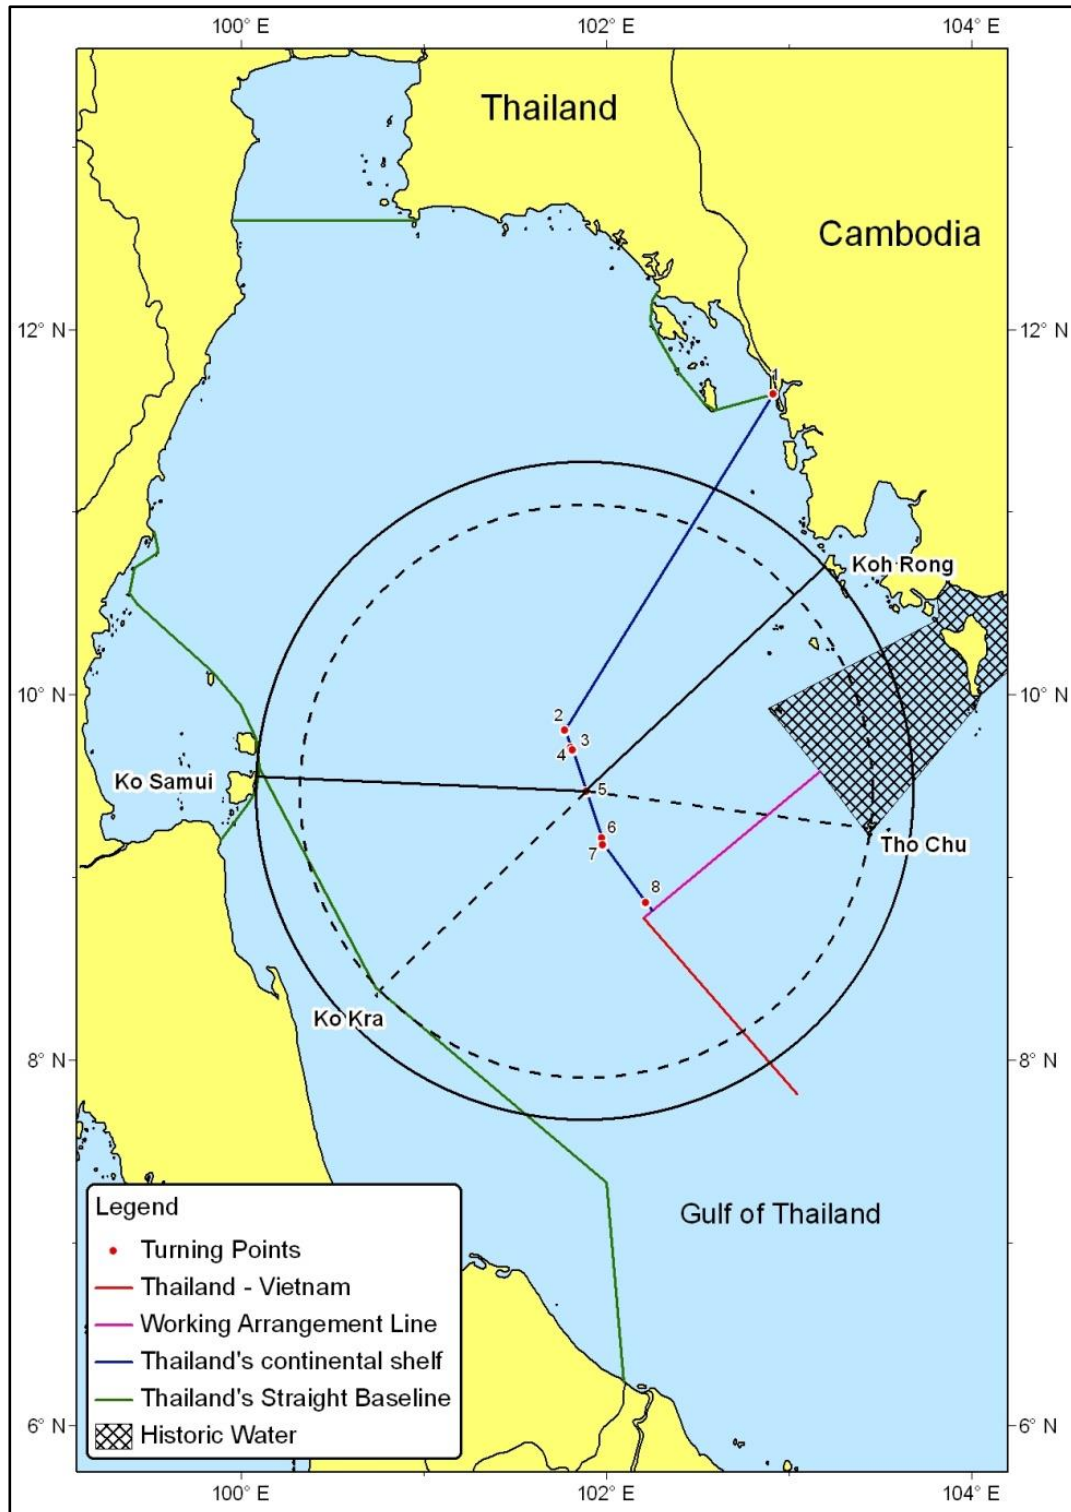 100° E 102° E 104° E
Thailand
Cambodia
12° N 12° N
1
Koh Rong
10° N 10° N
2
3
4
Ko Samui
5
6
7
Tho Chu
8
Ko Kra
8° N 8° N
Gulf of Thailand
Legend
Turning Points
Thailand - Vietnam
Working Arrangement Line
Thailand's continental shelf
Thailand's Straight Baseline
Historic Water
6° N 6° N
100° E 102° E 104° E